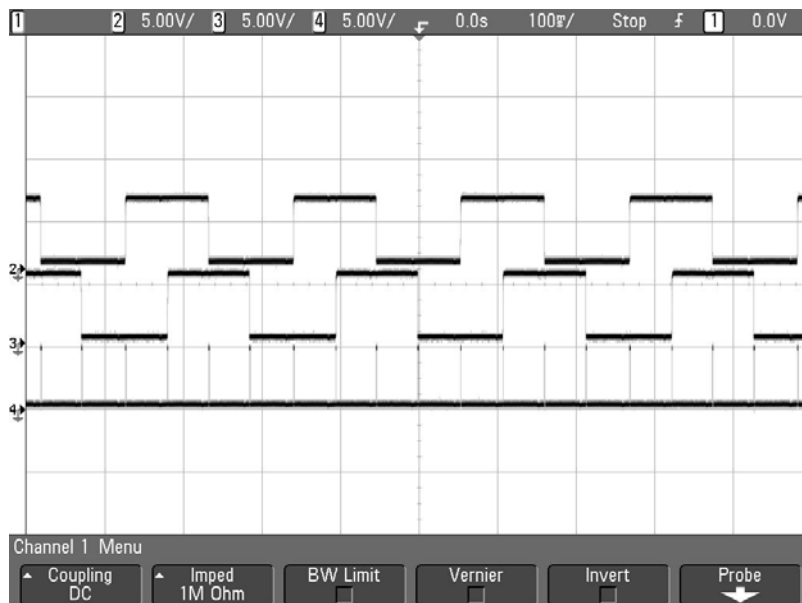 1 2 5.00V/ 3 5.00V/ 4 5.00V/ 0.0s 100㎷/ Stop 1 0.0V
2
3
4
Channel 1 Menu
Coupling Imped BW Limit Vernier Invert Probe
DC 1M Ohm